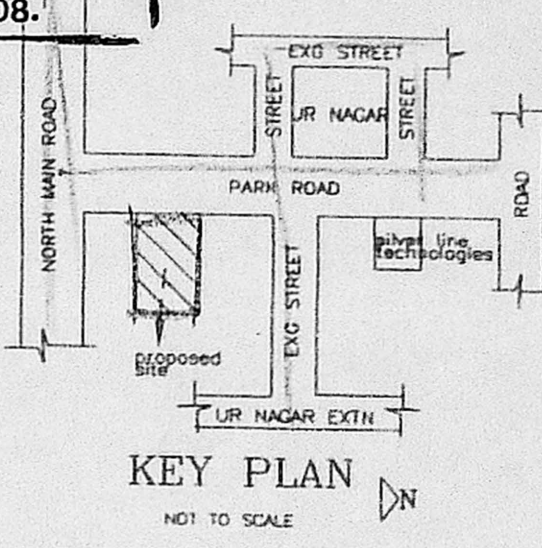 08.
EXG STREET
STREET
UR NAGAR
STREET
NORTH MAIN ROAD
PARK ROAD
ROAD
silver line
technologies
EXG STREET
proposed
site
UR NAGAR EXTN
KEY PLAN
N
NOT TO SCALE